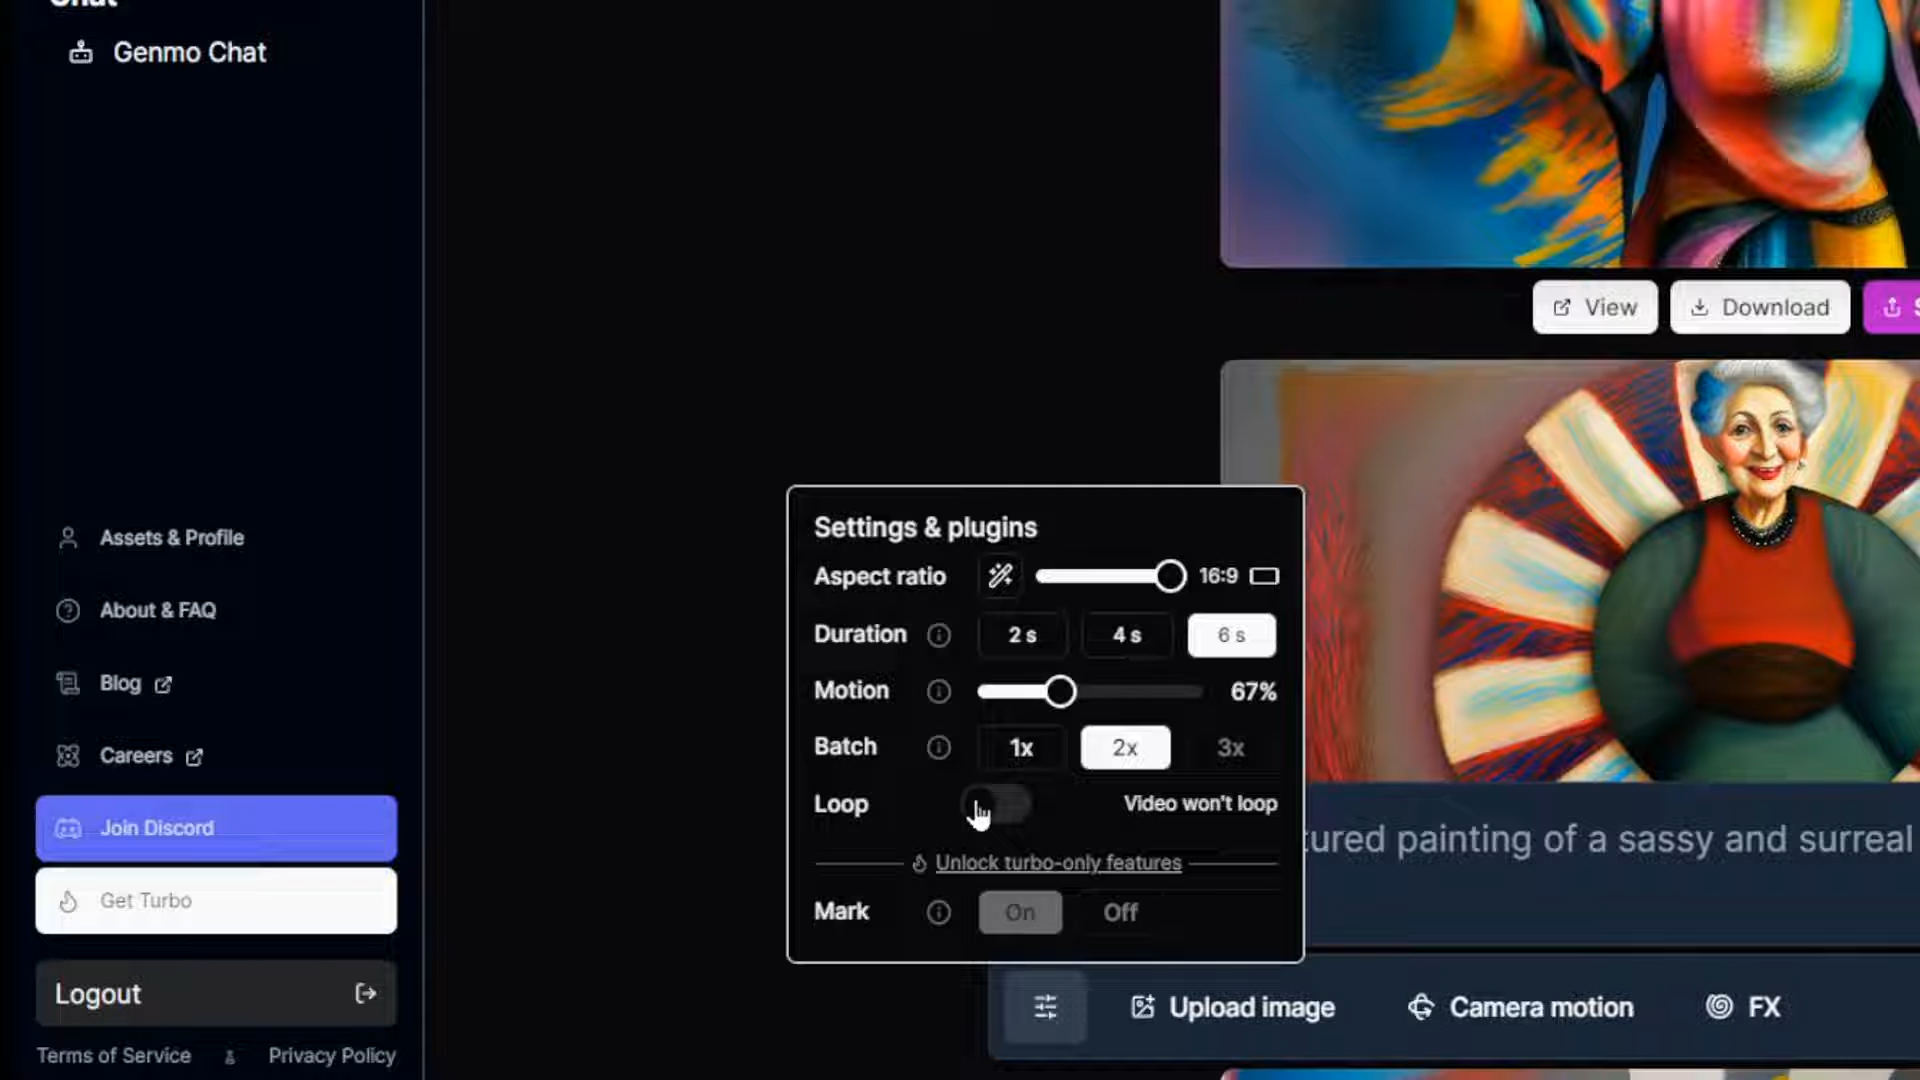 Chat
Genmo Chat
Assets & Profile
About & FAQ
Blog
Careers
Join Discord
Get Turbo
Logout
Terms of Service
Privacy Policy
View
Download
Settings & plugins
Aspect ratio 16:9
Duration 2 s 4 s 6 s
Motion 67%
Batch 1x 2x 3x
Loop Video won't loop
Unlock turbo-only features
Mark On Off
painting of a sassy and surreal
Upload image
Camera motion
FX